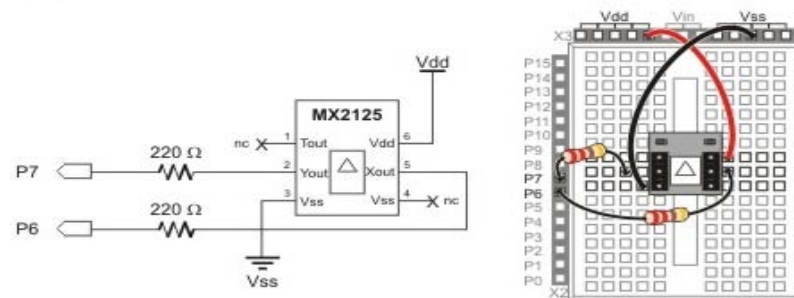 Vdd
MX2125
nc 1 Tout Vdd 6
P7 220 Ω 2 Yout Xout 5
3 Vss Vss 4 nc
P6 220 Ω
Vss
Vdd Vin Vss
X3
P15
P14
P13
P12
P11
P10
P9
P8
P7
P6
P5
P4
P3
P2
P1
P0
X2